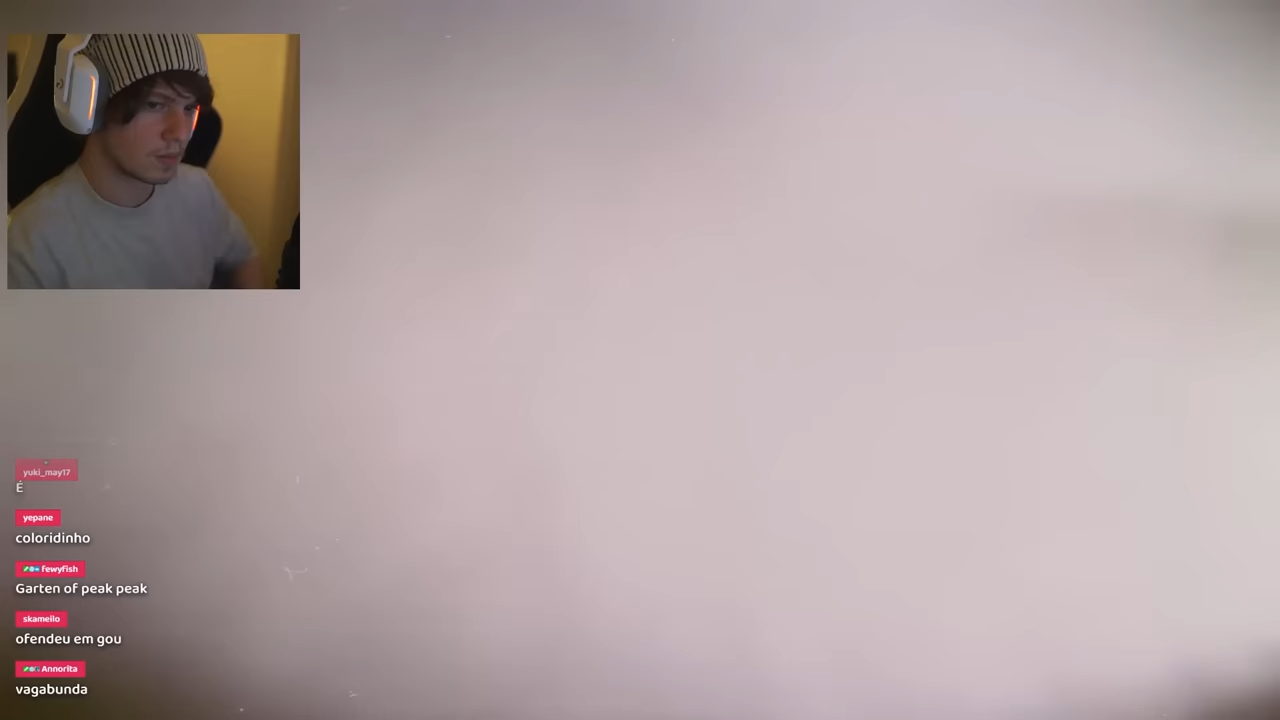 yuki_may17
É
yepane
coloridinho
fewyfish
Garten of peak peak
skameilo
ofendeu em gou
Annorita
vagabunda